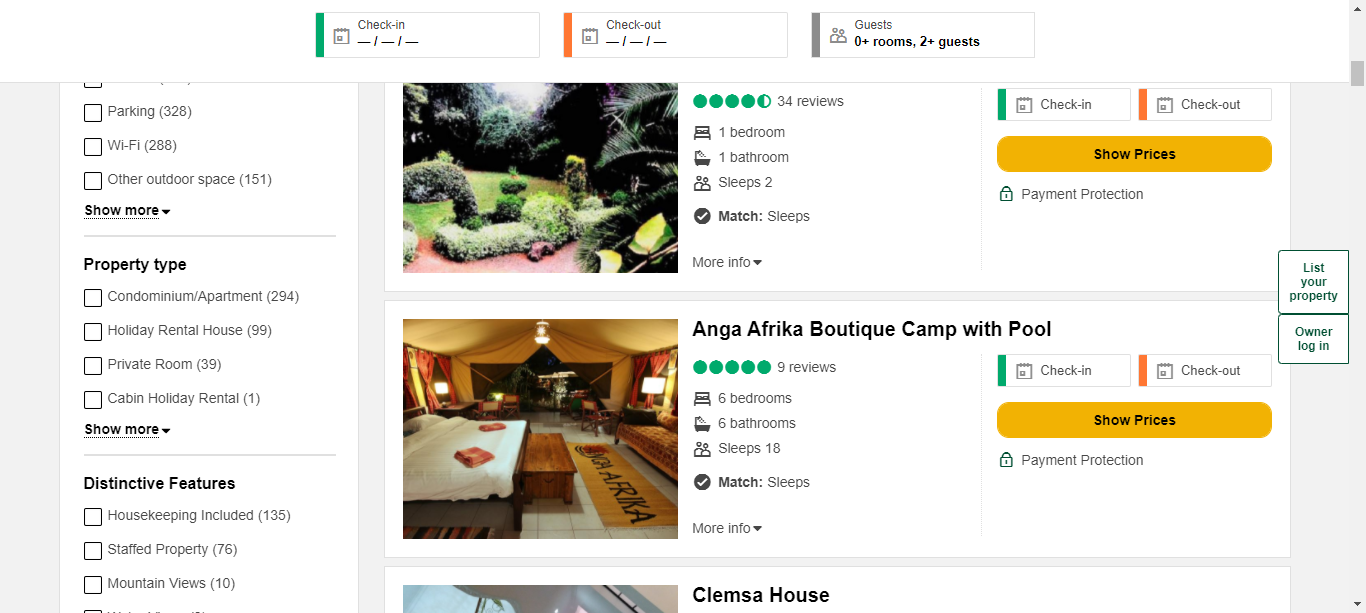 Check-in
— / — / —
Check-out
— / — / —
Guests
0+ rooms, 2+ guests
Parking (328)
Wi-Fi (288)
Other outdoor space (151)
Show more
Property type
Condominium/Apartment (294)
Holiday Rental House (99)
Private Room (39)
Cabin Holiday Rental (1)
Show more
Distinctive Features
Housekeeping Included (135)
Staffed Property (76)
Mountain Views (10)
34 reviews
1 bedroom
1 bathroom
Sleeps 2
Match: Sleeps
More info
Check-in
Check-out
Show Prices
Payment Protection
Anga Afrika Boutique Camp with Pool
9 reviews
6 bedrooms
6 bathrooms
Sleeps 18
Match: Sleeps
More info
ANGA AFRIKA
Check-in
Check-out
Show Prices
Payment Protection
Clemsa House
List
your
property
Owner
log in